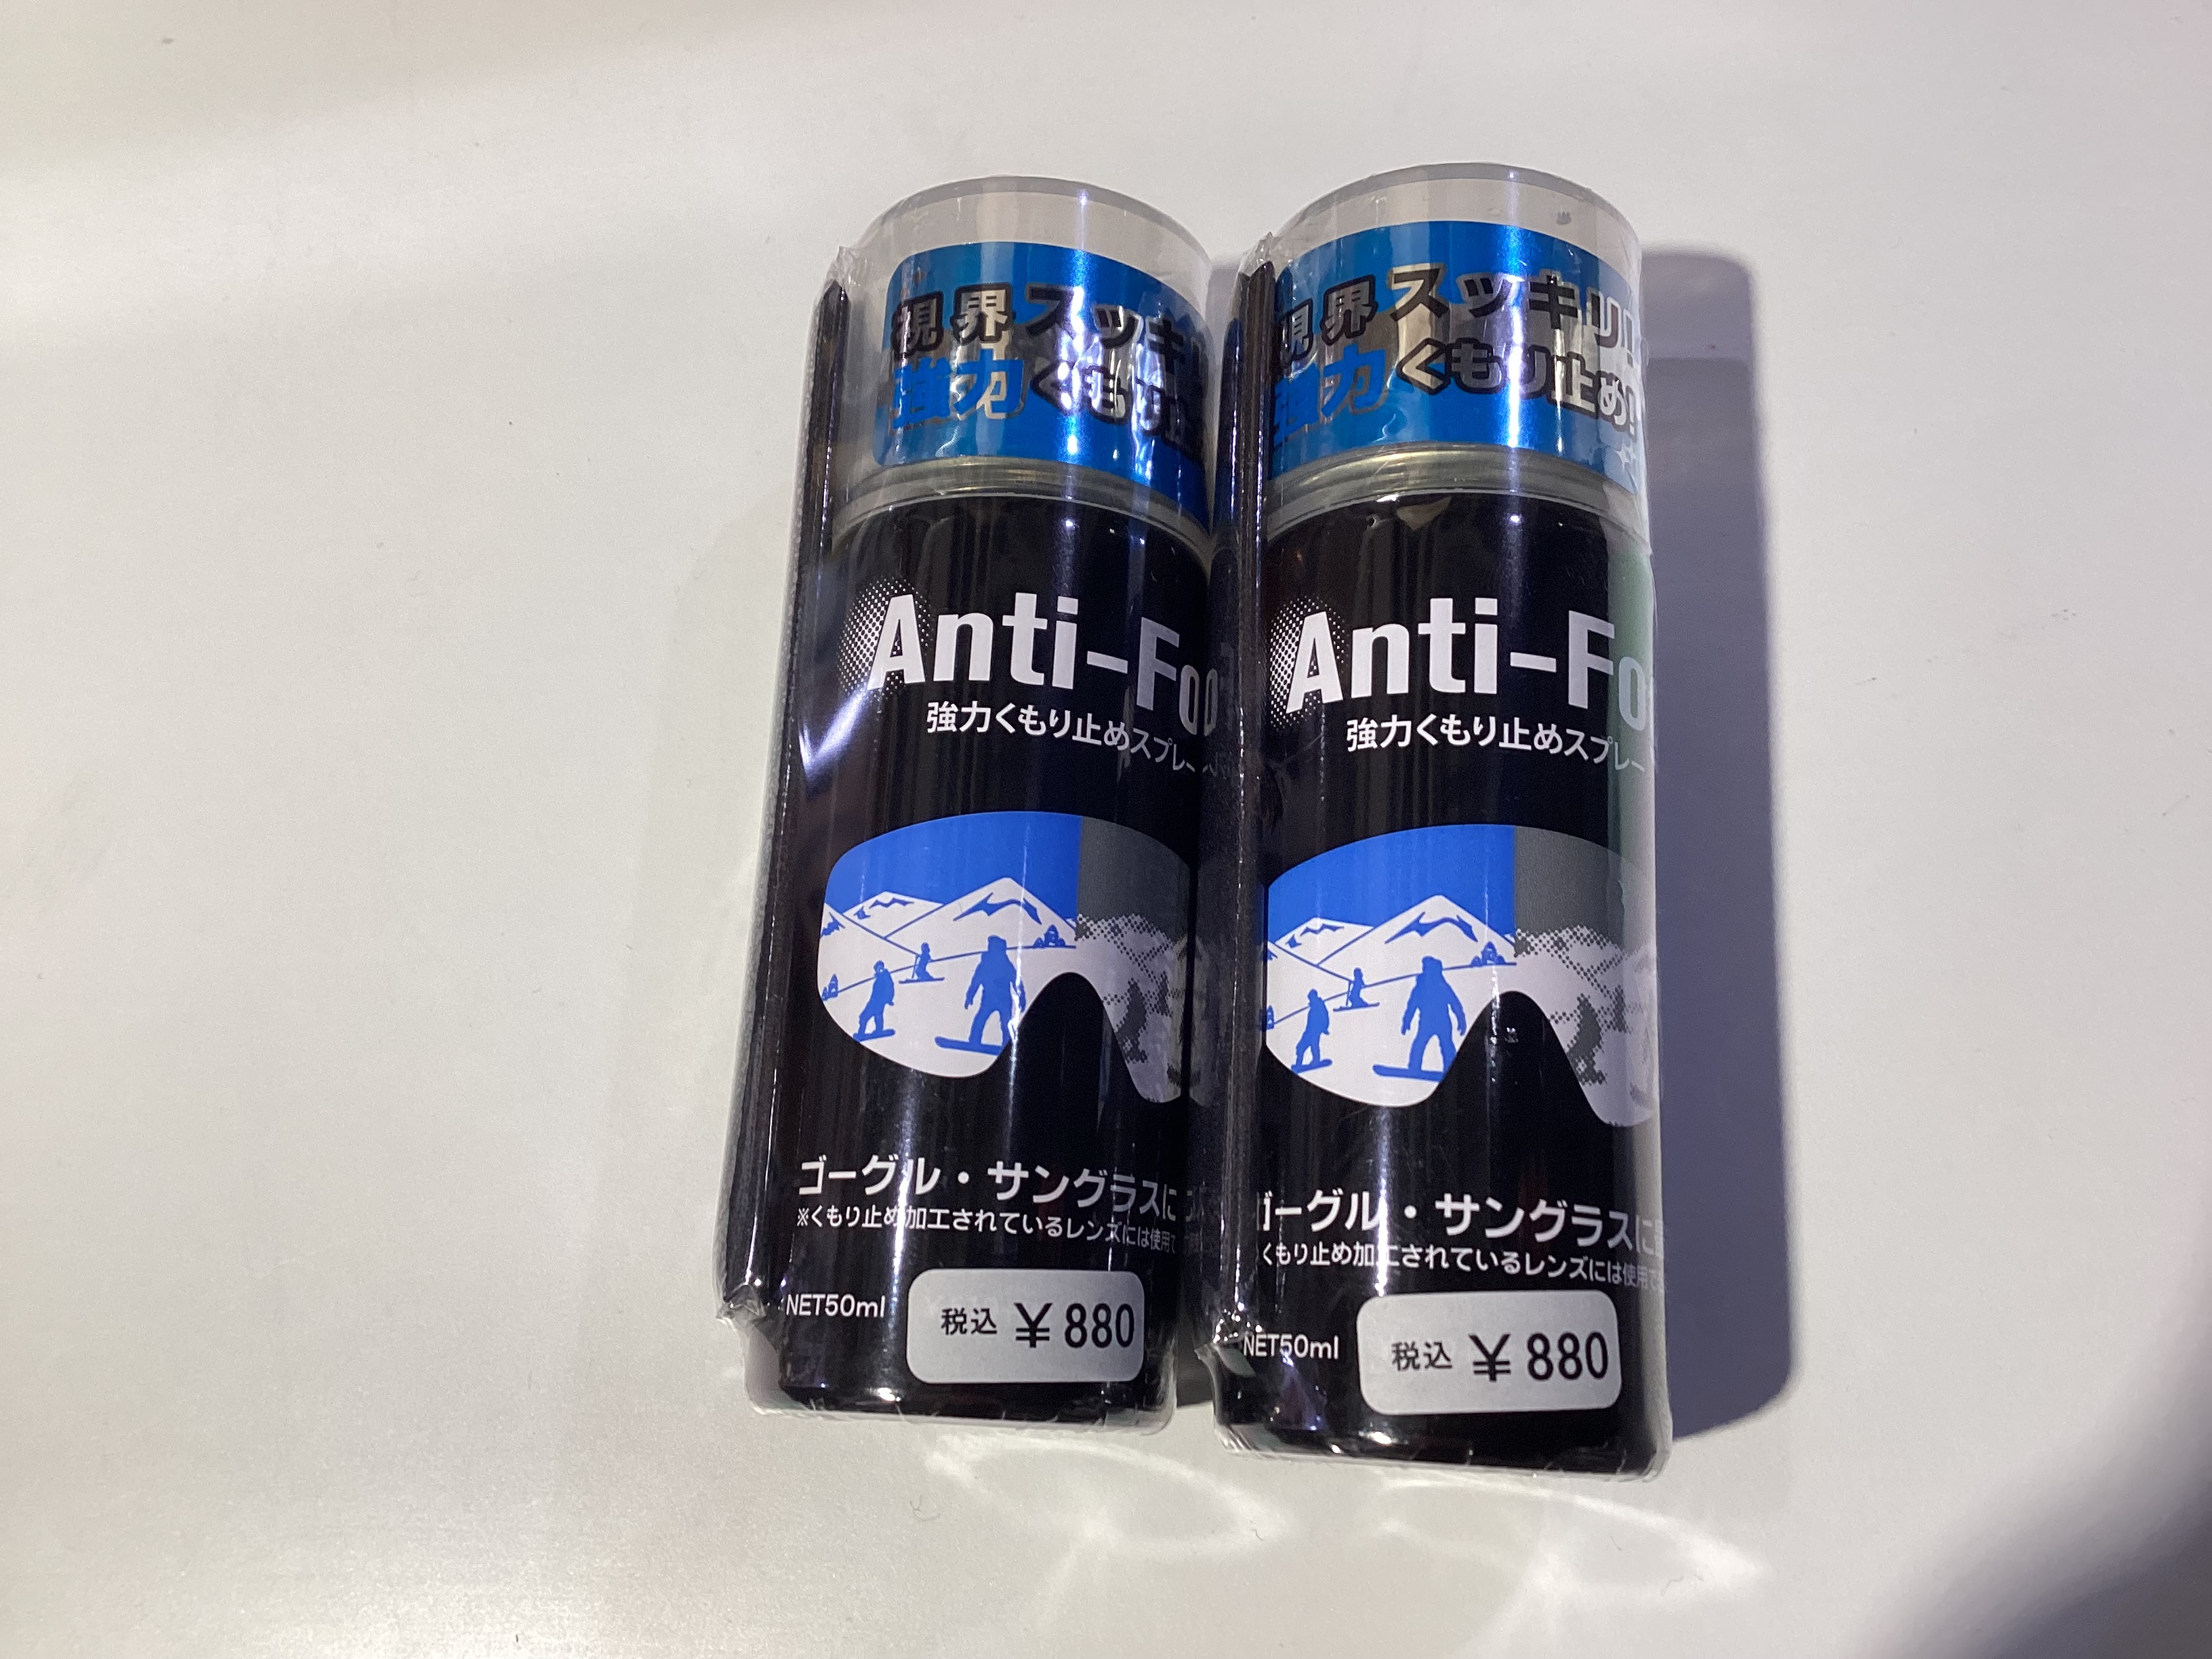 視界スッキ
強力くもり止
Anti-Fo
強力くもり止めスプレー
ゴーグル・サングラスに
※くもり止め加工されているレンズには使用
NET50ml
税込 ¥880
視界スッキリ!
強力くもり止め!
Anti-Fo
強力くもり止めスプレー
ゴーグル・サングラスに
くもり止め加工されているレンズには使用で
NET50ml
税込 ¥880